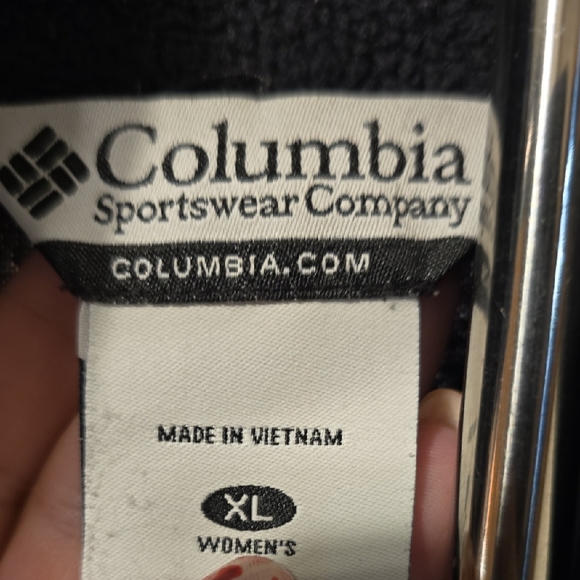 Columbia
Sportswear Company
COLUMBIA.COM
MADE IN VIETNAM
XL
WOMEN'S